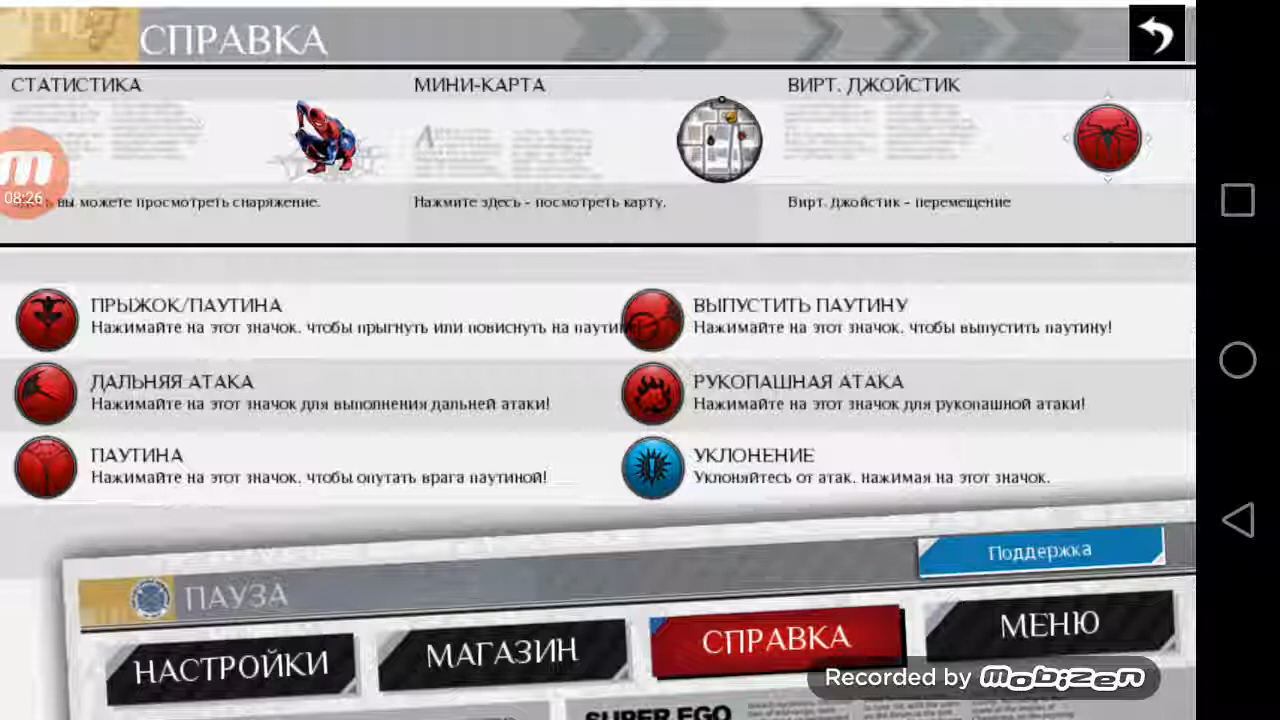 СПРАВКА
СТАТИСТИКА
МИНИ-КАРТА
ВИРТ. ДЖОЙСТИК
08:26
вы можете просмотреть снаряжение.
Нажмите здесь - посмотреть карту.
Вирт. джойстик - перемещение
ПРЫЖОК/ПАУТИНА
Нажимайте на этот значок, чтобы прыгнуть или повиснуть на
ВЫПУСТИТЬ ПАУТИНУ
Нажимайте на этот значок, чтобы выпустить паутину!
ДАЛЬНЯЯ АТАКА
Нажимайте на этот значок для выполнения дальней атаки!
РУКОПАШНАЯ АТАКА
Нажимайте на этот значок для рукопашной атаки!
ПАУТИНА
Нажимайте на этот значок, чтобы опутать врага паутиной!
УКЛОНЕНИЕ
Уклоняйтесь от атак, нажимая на этот значок.
Поддержка
ПАУЗА
НАСТРОЙКИ
МАГАЗИН
СПРАВКА
МЕНЮ
Recorded by mobizen
SUPER EGO